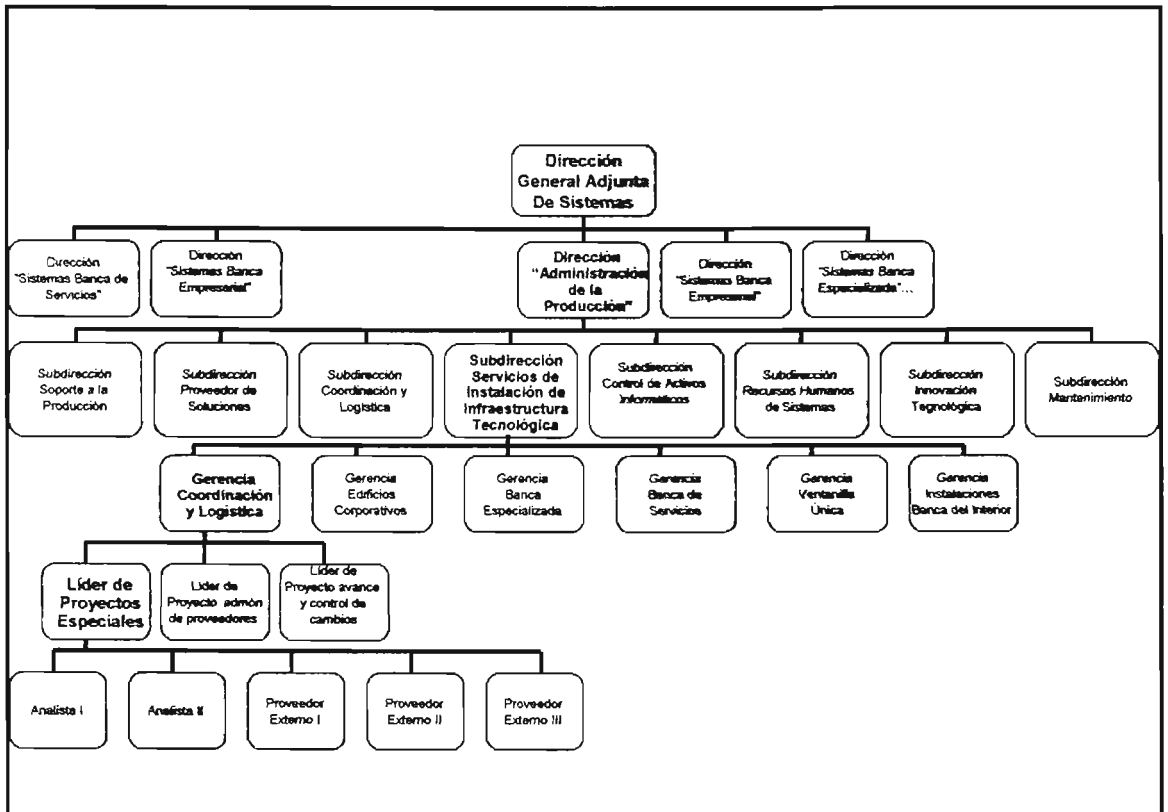 Dirección
General Adjunta
De Sistemas
Dirección
"Sistemas Banca de
Servicios"
Dirección
"Sistemas Banca
Empresarial"
Dirección
"Administración
de la
Producción"
Dirección
"Sistemas Banca
Empresarial"
Dirección
"Sistemas Banca
Especializada"...
Subdirección
Soporte a la
Producción
Subdirección
Proveedor de
Soluciones
Subdirección
Coordinación y
Logística
Subdirección
Servicios de
Instalación de
Infraestructura
Tecnológica
Subdirección
Control de Activos
Informáticos
Subdirección
Recursos Humanos
de Sistemas
Subdirección
Innovación
Tegnológica
Subdirección
Mantenimiento
Gerencia
Coordinación
y Logistica
Gerencia
Edificios
Corporativos
Gerencia
Banca
Especializada
Gerencia
Banca de
Servicios
Gerencia
Ventanilla
Única
Gerencia
Instalaciones
Banca del Interior
Líder de
Proyectos
Especiales
Líder de
Proyecto admón
de proveedores
Líder de
Proyecto avance
y control de
cambios
Analista I
Analista II
Proveedor
Externo I
Proveedor
Externo II
Proveedor
Externo III